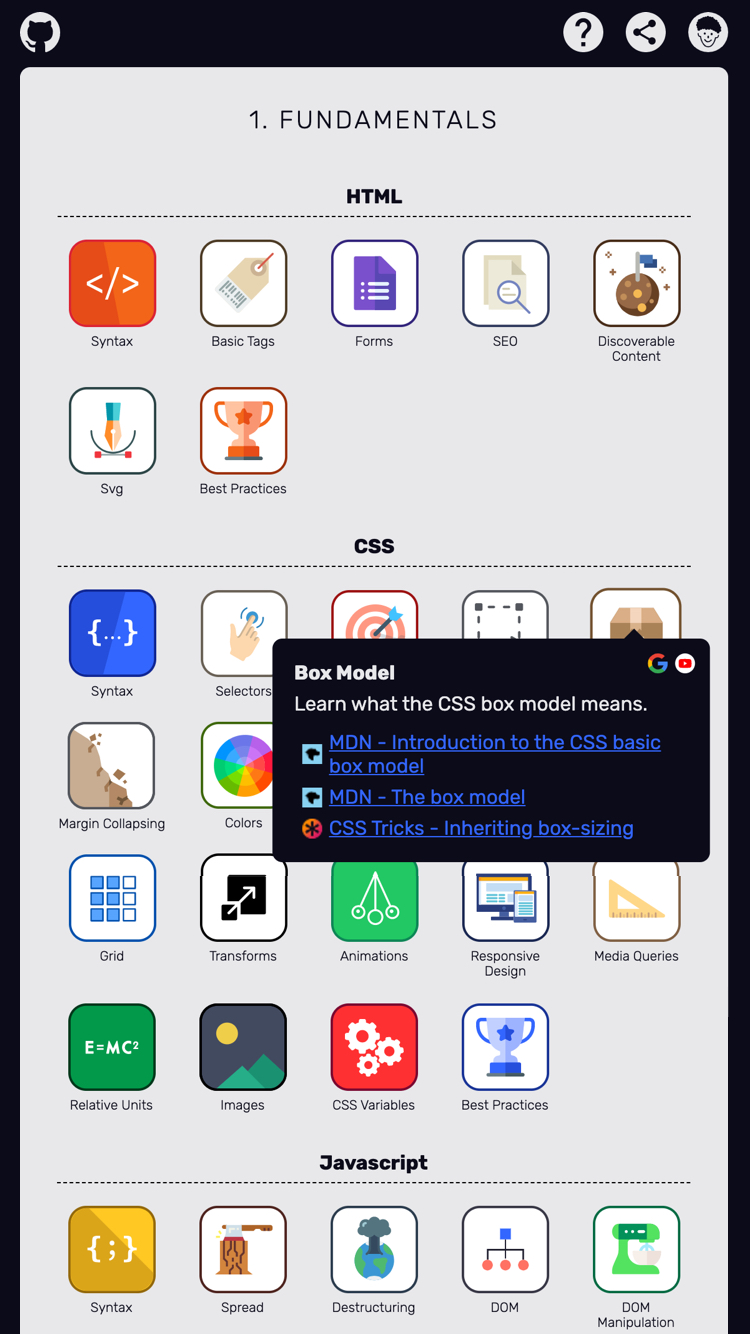 1. FUNDAMENTALS
HTML
</>
Syntax
Basic Tags
Forms
SEO
Discoverable
Content
Svg
Best Practices
CSS
{...}
Syntax
Selectors
Box Model
Learn what the CSS box model means.
MDN - Introduction to the CSS basic
box model
MDN - The box model
CSS Tricks - Inheriting box-sizing
Margin Collapsing
Colors
Grid
Transforms
Animations
Responsive
Design
Media Queries
E=MC²
Relative Units
Images
CSS Variables
Best Practices
Javascript
{;}
Syntax
Spread
Destructuring
DOM
DOM
Manipulation